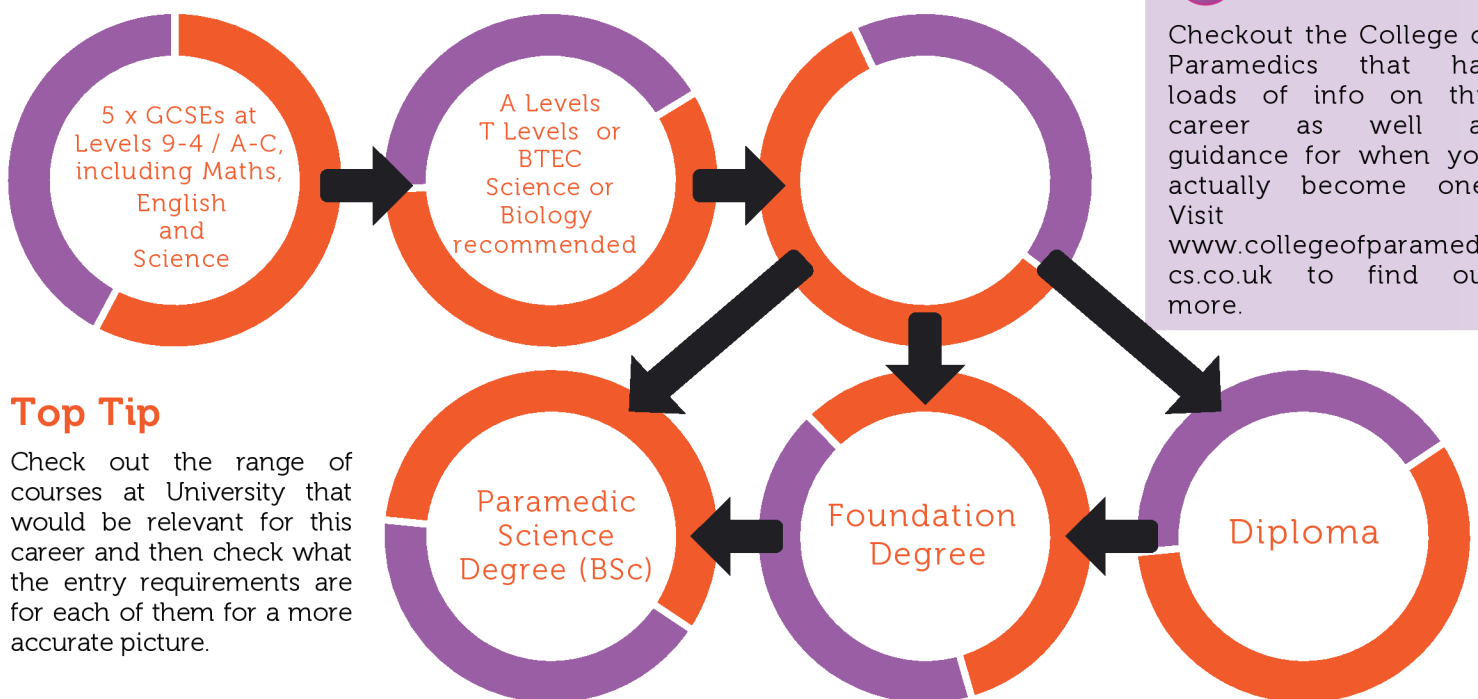 5 x GCSEs at
Levels 9-4 / A-C,
including Maths,
English
and
Science
A Levels
T Levels or
BTEC
Science or
Biology
recommended
Checkout the College
Paramedics that
loads of info on
career as well
guidance for when
actually become
Visit
www.collegeofparamed
cs.co.uk to find
more.
Top Tip
Check out the range of
courses at University that
would be relevant for this
career and then check what
the entry requirements are
for each of them for a more
accurate picture.
Paramedic
Science
Degree (BSc)
Foundation
Degree
Diploma